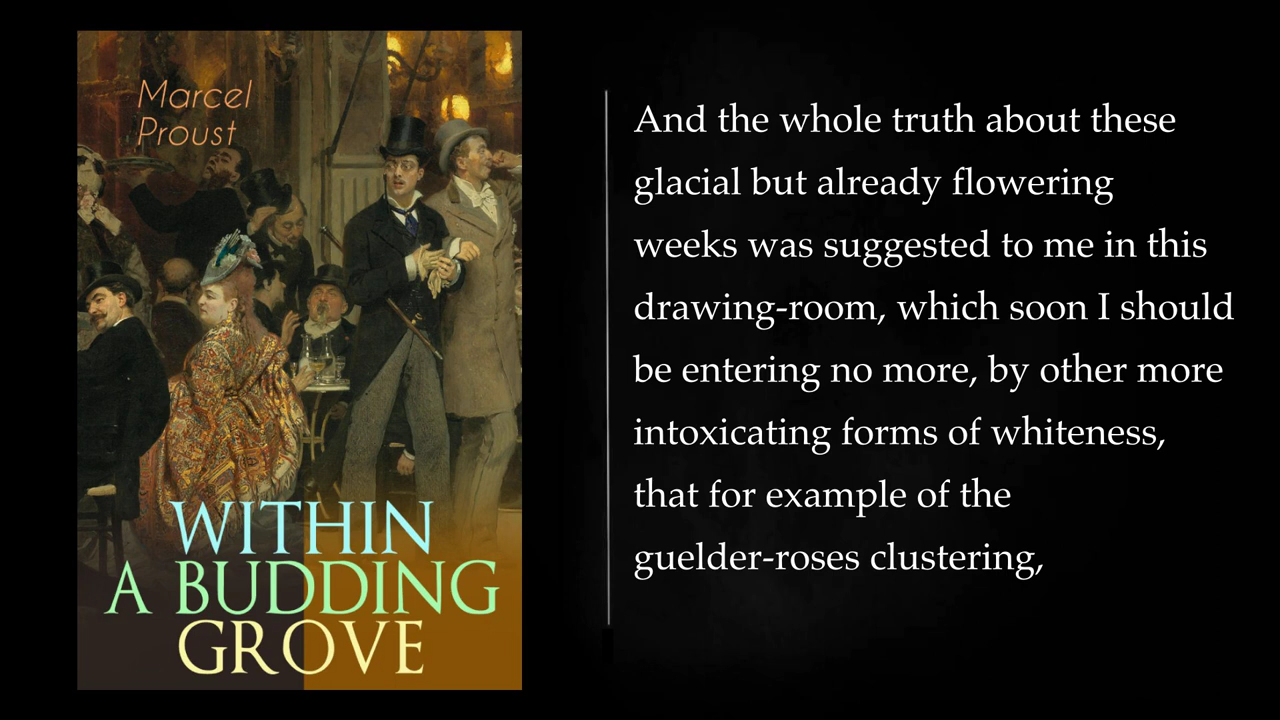 Marcel
Proust
WITHIN
A BUDDING
GROVE
And the whole truth about these
glacial but already flowering
weeks was suggested to me in this
drawing-room, which soon I should
be entering no more, by other more
intoxicating forms of whiteness,
that for example of the
guelder-roses clustering,